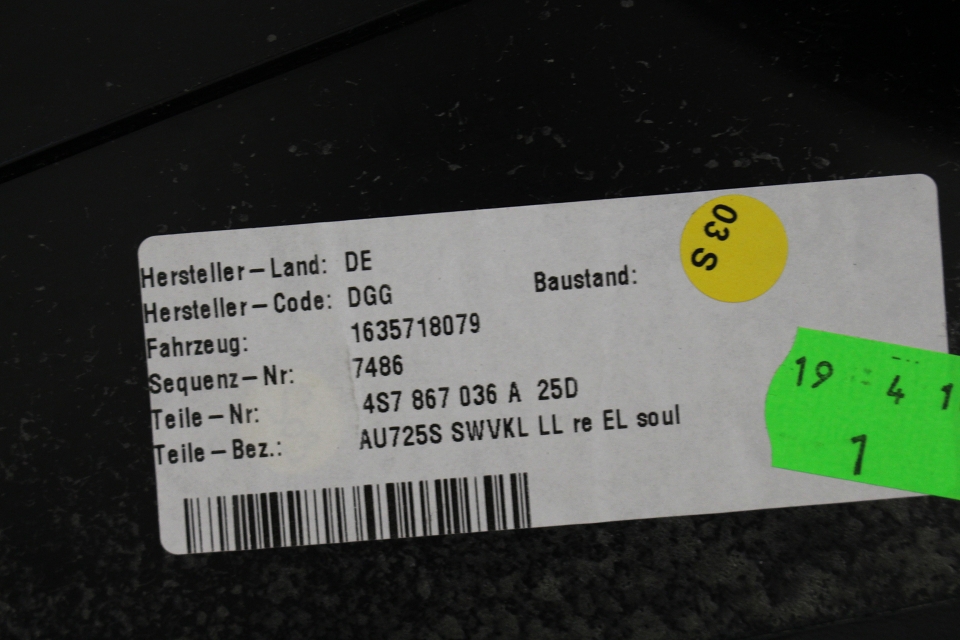 Hersteller-Land: DE
Hersteller-Code: DGG
Baustand:
Fahrzeug: 1635718079
Sequenz-Nr: 7486
Teile-Nr: 4S7 867 036 A 25D
Teile-Bez.: AU725S SWVKL LL re EL soul
03 S
19 4 1
1